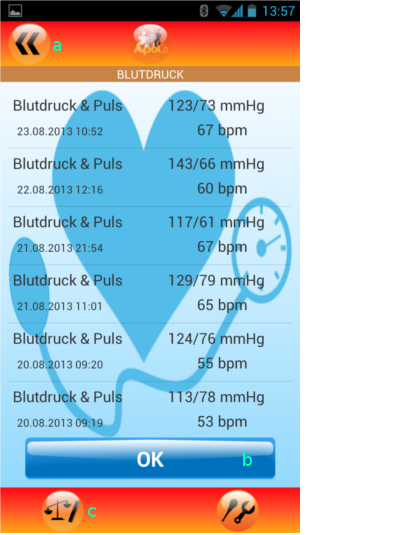 13:57
a
Apolo
BLUTDRUCK
Blutdruck & Puls 123/73 mmHg
23.08.2013 10:52 67 bpm
Blutdruck & Puls 143/66 mmHg
22.08.2013 12:16 60 bpm
Blutdruck & Puls 117/61 mmHg
21.08.2013 21:54 67 bpm
Blutdruck & Puls 129/79 mmHg
21.08.2013 11:01 65 bpm
Blutdruck & Puls 124/76 mmHg
20.08.2013 09:20 55 bpm
Blutdruck & Puls 113/78 mmHg
20.08.2013 09:19 53 bpm
OK b
c